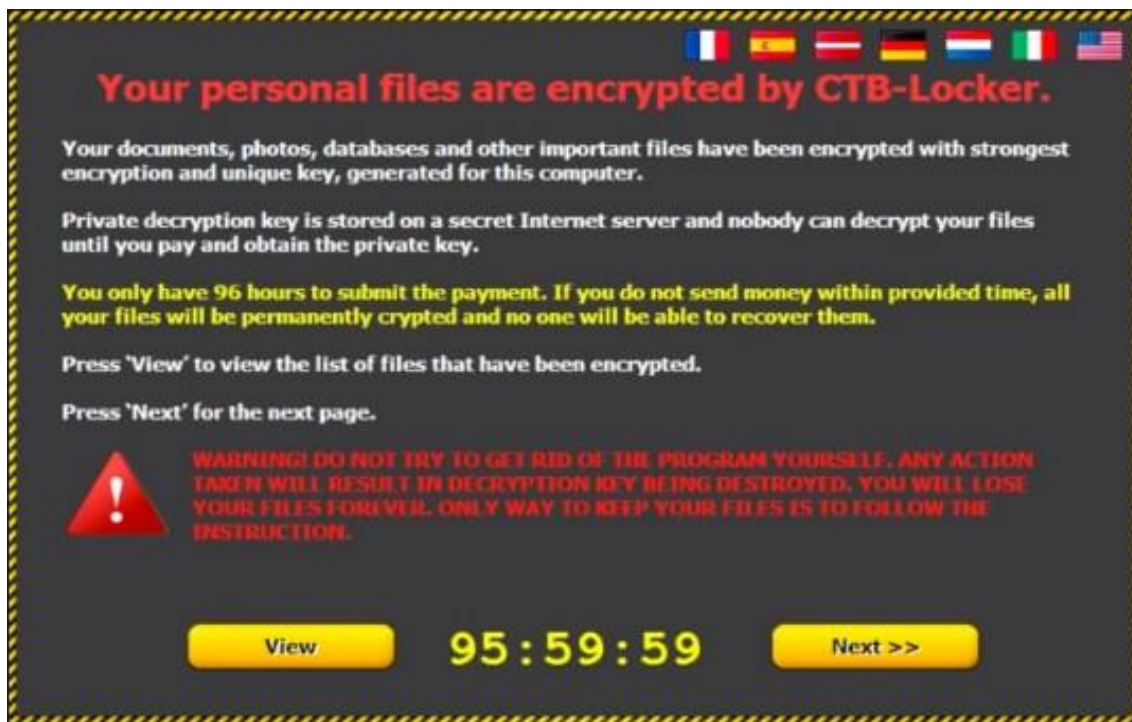 Your personal files are encrypted by CTB-Locker.
Your documents, photos, databases and other important files have been encrypted with strongest
encryption and unique key, generated for this computer.
Private decryption key is stored on a secret Internet server and nobody can decrypt your files
until you pay and obtain the private key.
You only have 96 hours to submit the payment. If you do not send money within provided time, all
your files will be permanently crypted and no one will be able to recover them.
Press 'View' to view the list of files that have been encrypted.
Press 'Next' for the next page.
WARNING! DO NOT TRY TO GET RID OF THE PROGRAM YOURSELF. ANY ACTION
TAKEN WILL RESULT IN DECRYPTION KEY BEING DESTROYED. YOU WILL LOSE
YOUR FILES FOREVER. ONLY WAY TO KEEP YOUR FILES IS TO FOLLOW THE
INSTRUCTION.
View
95:59:59
Next >>